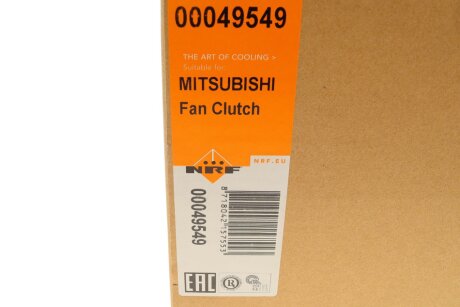 00049549
THE ART OF COOLING >
Suitable for:
MITSUBISHI
Fan Clutch
NRF
NRF.EU
00049549
EAC
R